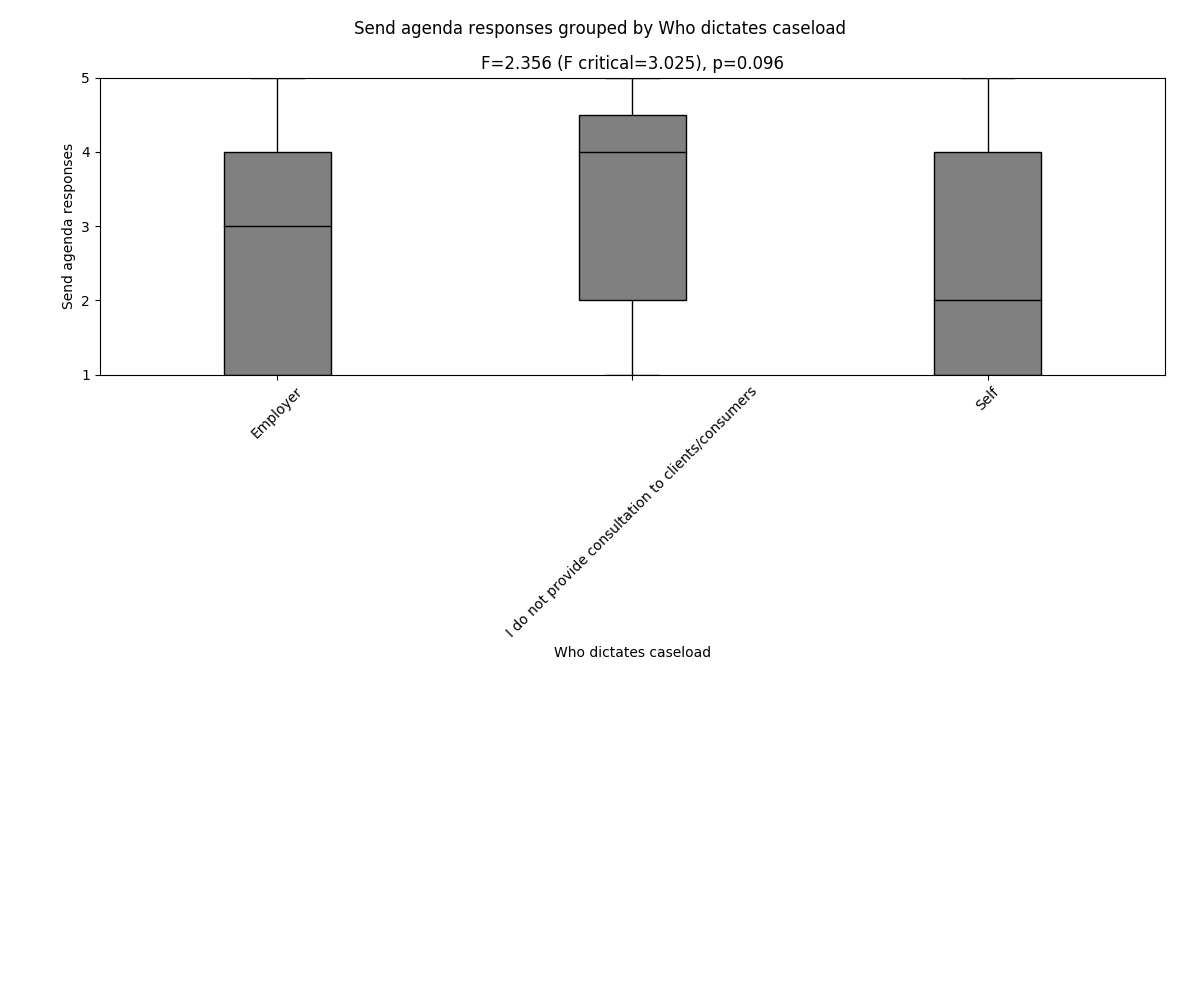 Send agenda responses grouped by Who dictates caseload
F=2.356 (F critical=3.025), p=0.096
Send agenda responses
5
4
3
2
1
Employer
I do not provide consultation to clients/consumers
Self
Who dictates caseload